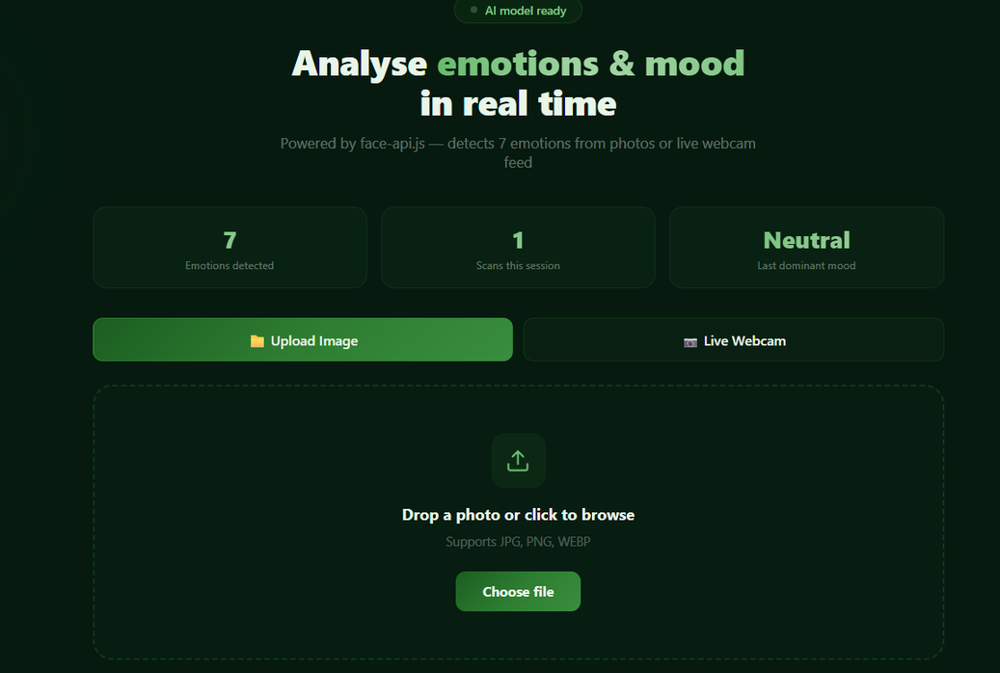 AI model ready
Analyse emotions & mood
in real time
Powered by face-api.js — detects 7 emotions from photos or live webcam
feed
7
Emotions detected
1
Scans this session
Neutral
Last dominant mood
Upload Image
Live Webcam
Drop a photo or click to browse
Supports JPG, PNG, WEBP
Choose file